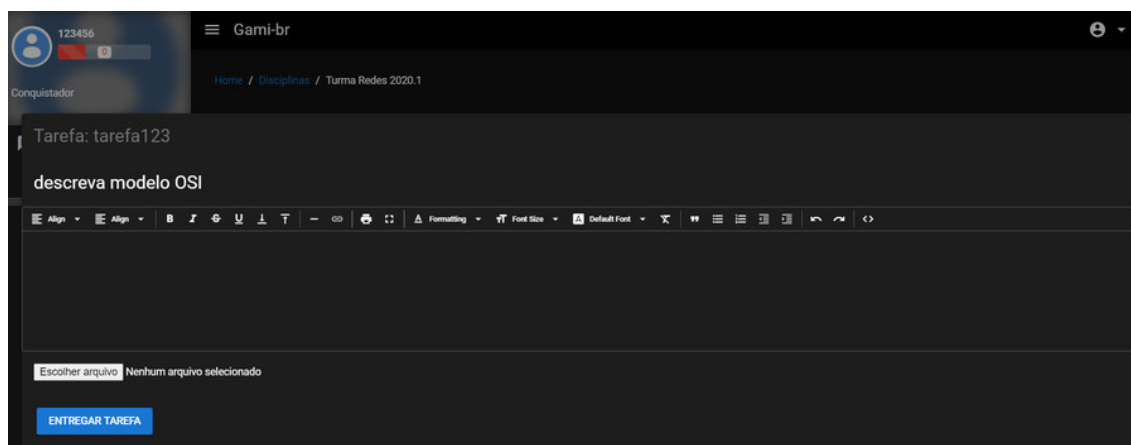 123456
Gami-br
0
Home / Disciplinas / Turma Redes 2020.1
Conquistador
Tarefa: tarefa123
descreva modelo OSI
Align Align B I S U Formatting Font Size A Default Font
Escolher arquivo Nenhum arquivo selecionado
ENTREGAR TAREFA